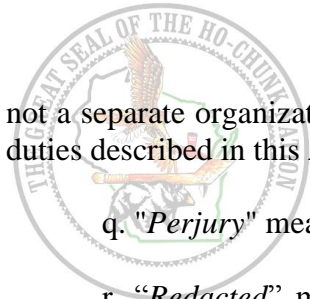 THE GREAT SEAL OF THE HO-CHUNK NATION
not a separate organizat
duties described in this
q. "Perjury" mea
r. “Redacted” m